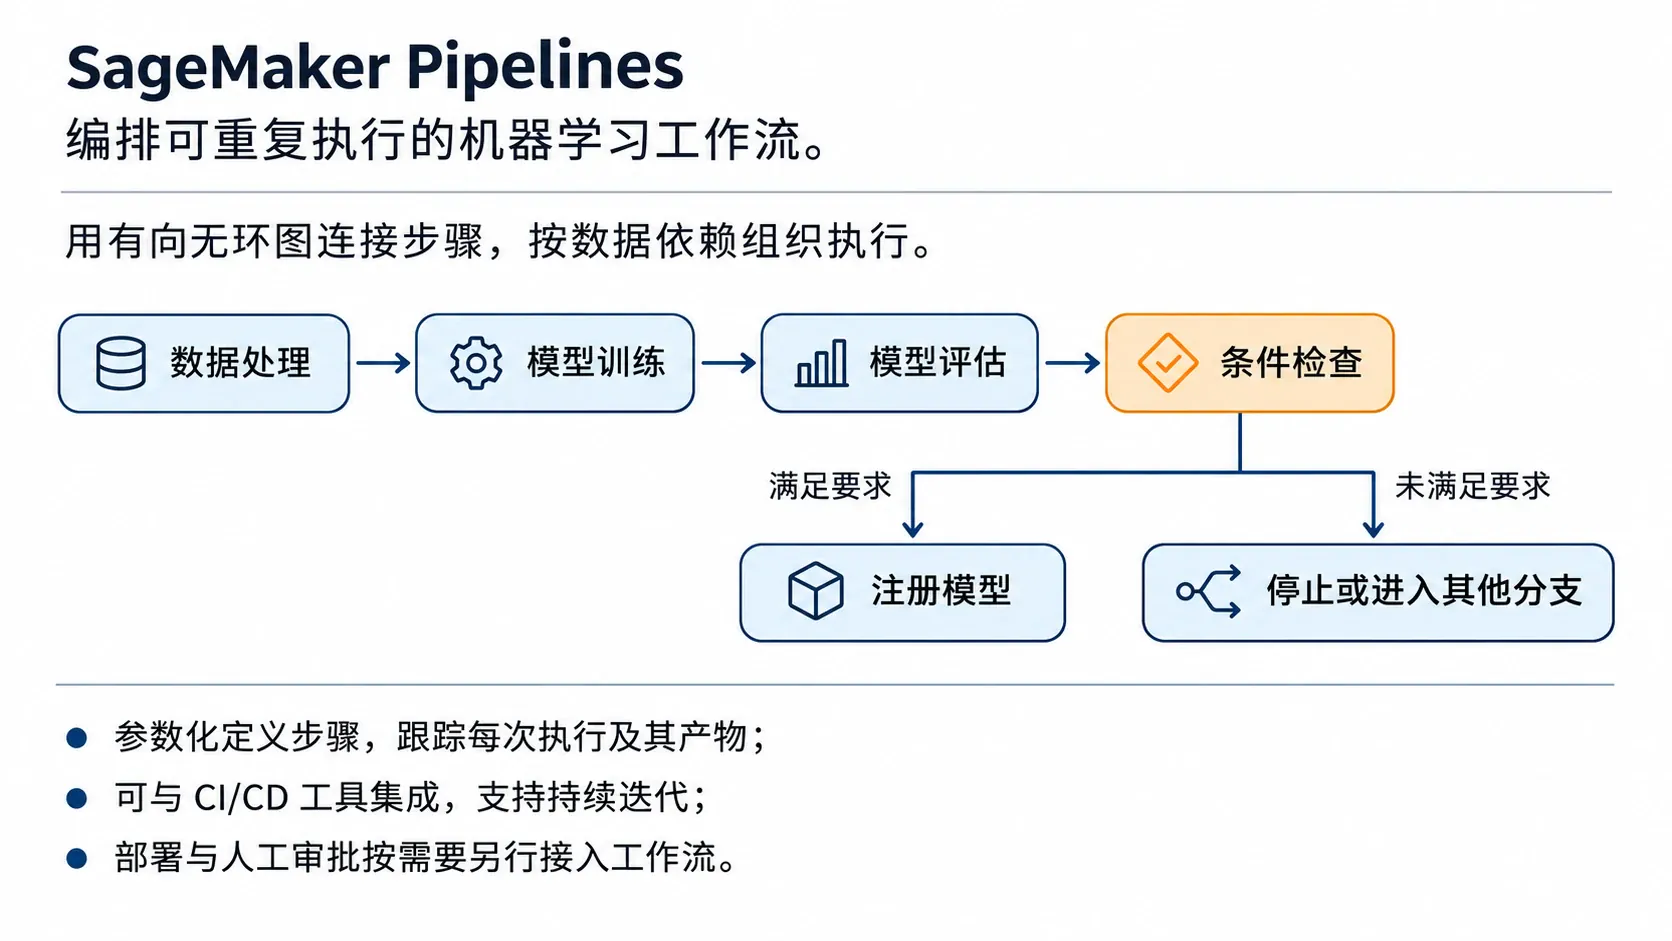 SageMaker Pipelines
编排可重复执行的机器学习工作流。
用有向无环图连接步骤，按数据依赖组织执行。
数据处理
模型训练
模型评估
条件检查
满足要求
未满足要求
注册模型
停止或进入其他分支
参数化定义步骤，跟踪每次执行及其产物；
可与 CI/CD 工具集成，支持持续迭代；
部署与人工审批按需要另行接入工作流。